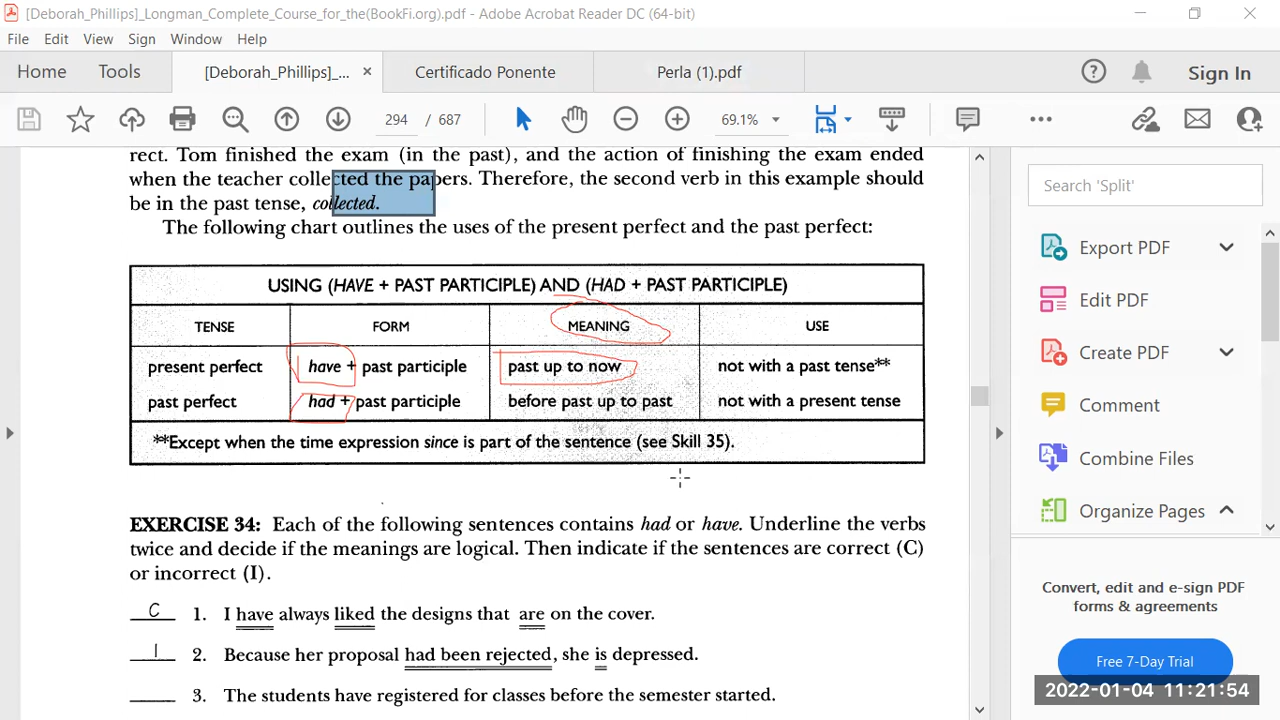 [Deborah_Phillips]_Longman_Complete_Course_for_the(BookFi.org).pdf - Adobe Acrobat Reader DC (64-bit)
File Edit View Sign Window Help
Home Tools [Deborah_Phillips]_... × Certificado Ponente Perla (1).pdf Sign In
294 / 687 69.1%
rect. Tom finished the exam (in the past), and the action of finishing the exam ended
when the teacher collected the papers. Therefore, the second verb in this example should
be in the past tense, collected.
The following chart outlines the uses of the present perfect and the past perfect:
USING (HAVE + PAST PARTICIPLE) AND (HAD + PAST PARTICIPLE)
TENSE FORM MEANING USE
present perfect have + past participle past up to now not with a past tense**
past perfect had + past participle before past up to past not with a present tense
**Except when the time expression since is part of the sentence (see Skill 35).
EXERCISE 34: Each of the following sentences contains had or have. Underline the verbs
twice and decide if the meanings are logical. Then indicate if the sentences are correct (C)
or incorrect (I).
C 1. I have always liked the designs that are on the cover.
I 2. Because her proposal had been rejected, she is depressed.
3. The students have registered for classes before the semester started.
Search 'Split'
Export PDF
Edit PDF
Create PDF
Comment
Combine Files
Organize Pages
Convert, edit and e-sign PDF
forms & agreements
Free 7-Day Trial
2022-01-04 11:21:54